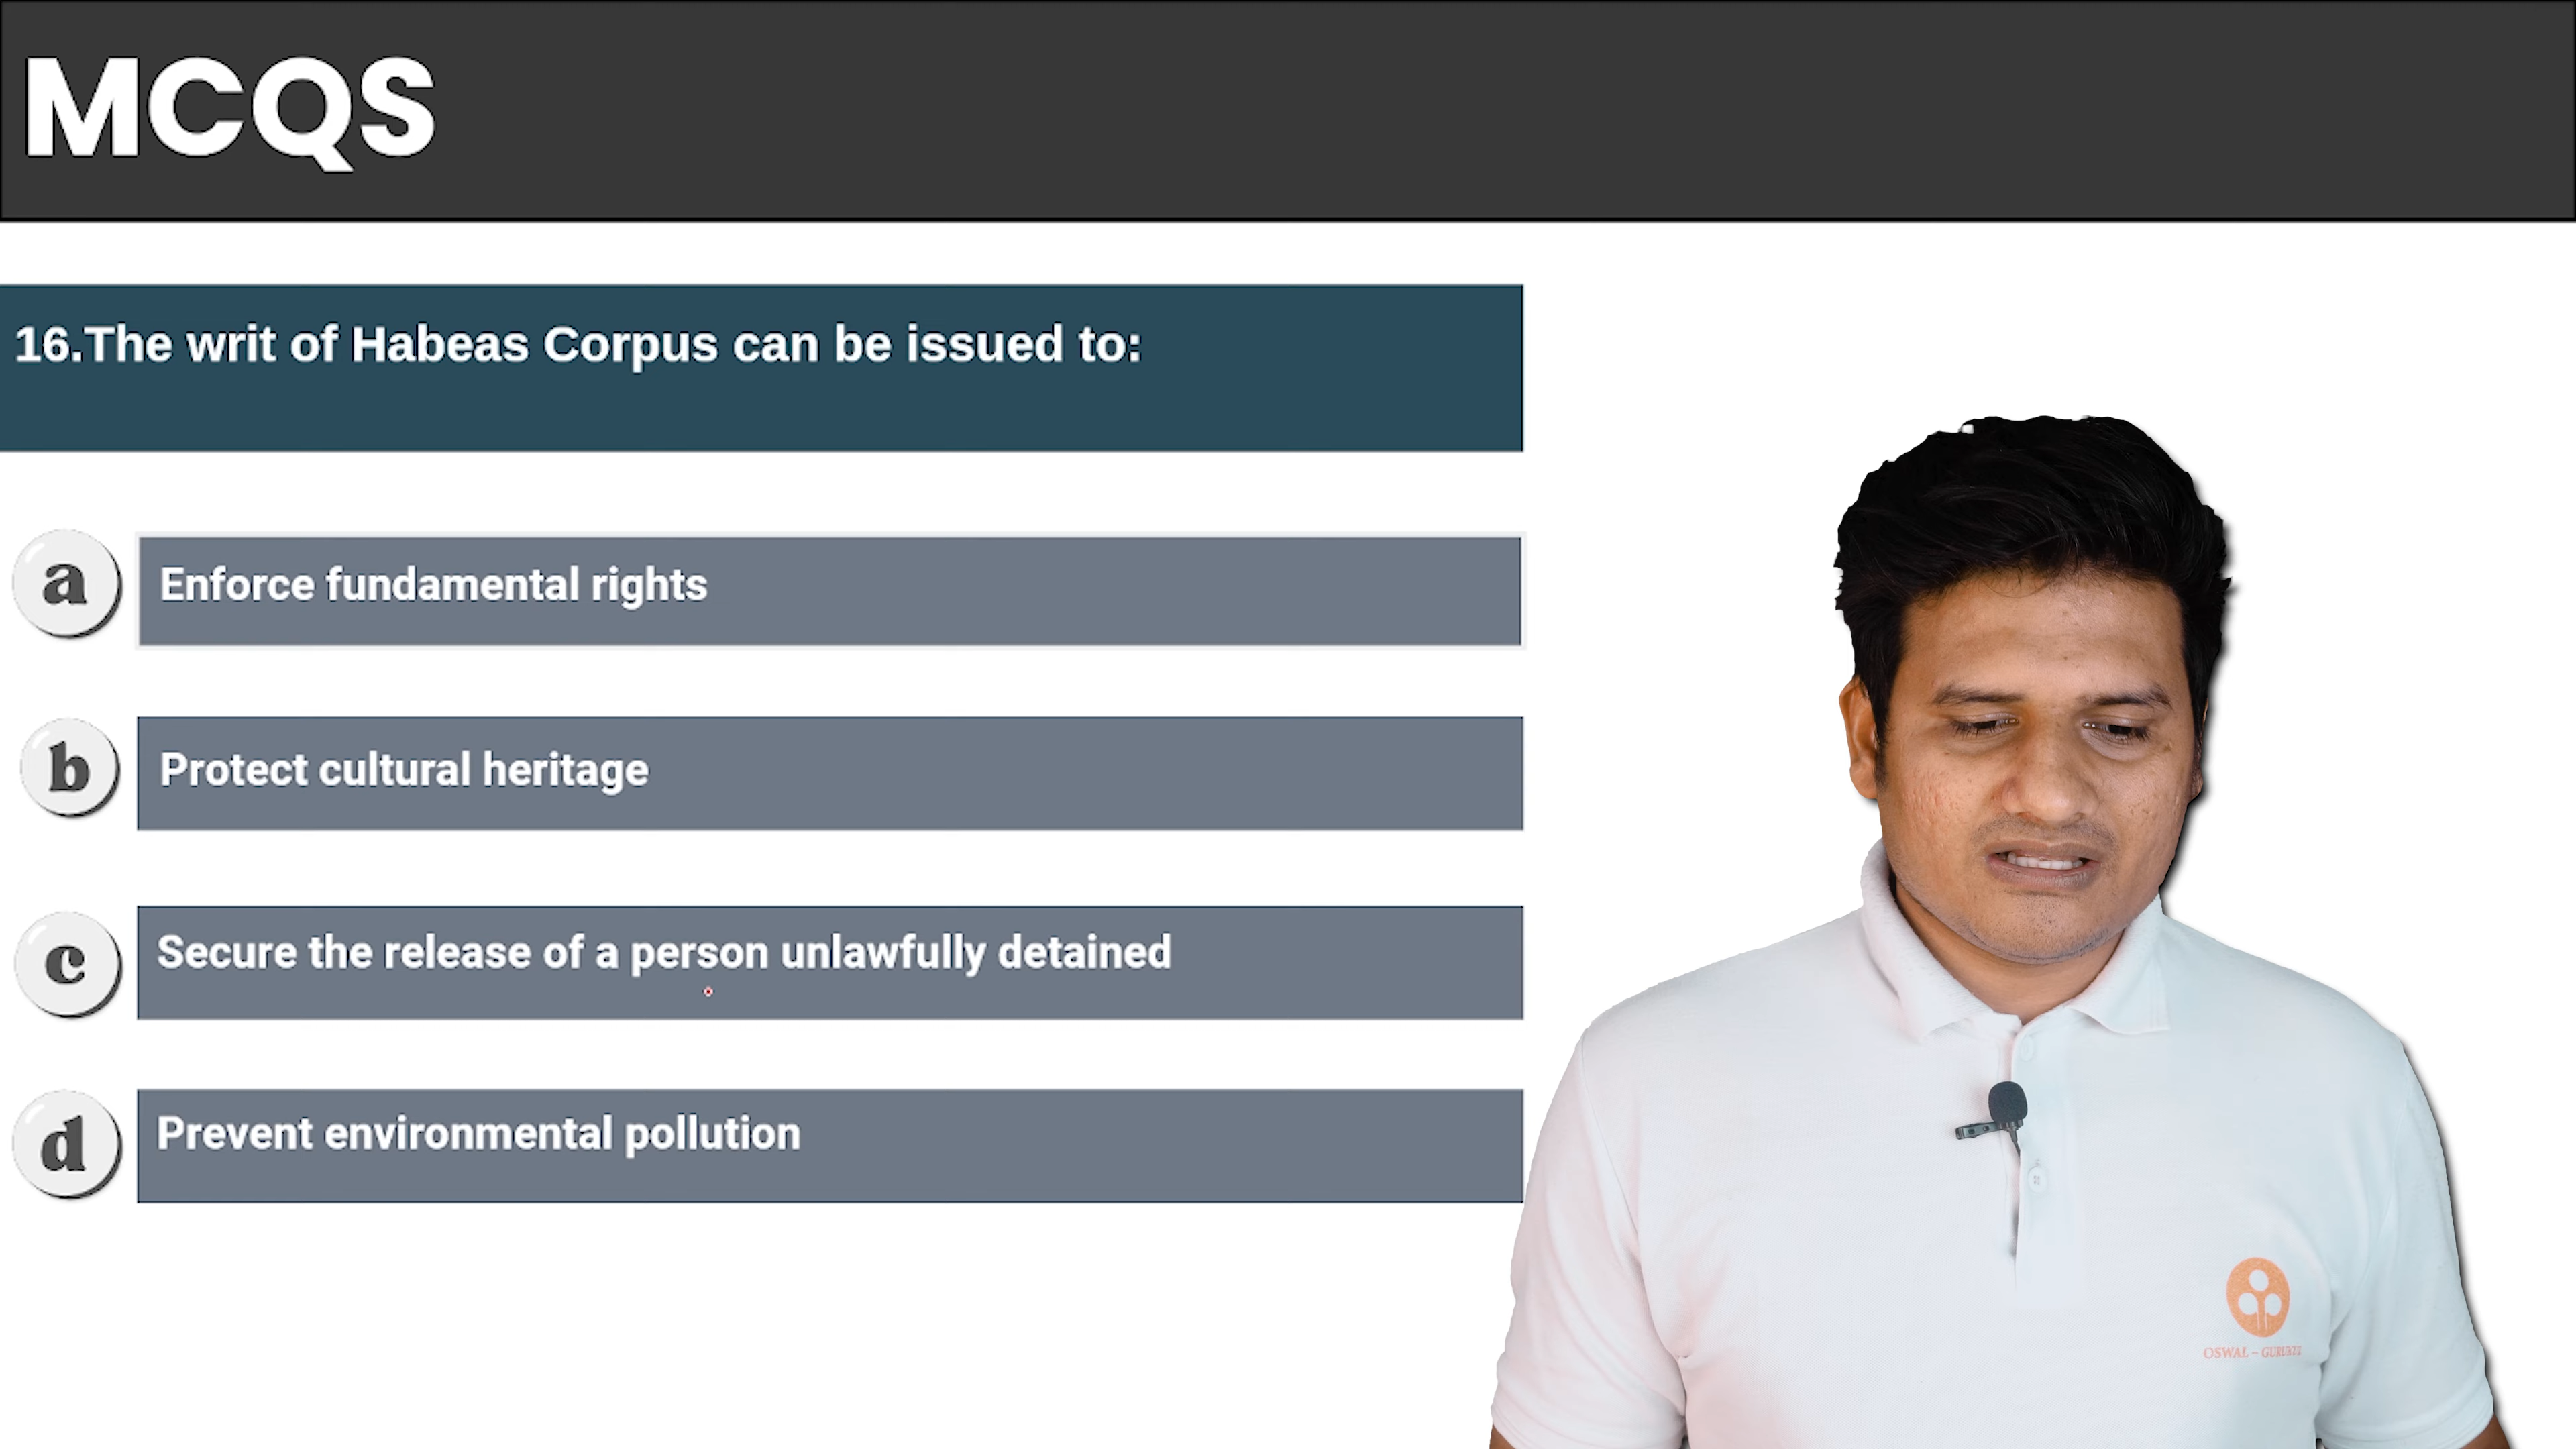 MCQS
16.The writ of Habeas Corpus can be issued to:
a
Enforce fundamental rights
b
Protect cultural heritage
c
Secure the release of a person unlawfully detained
d
Prevent environmental pollution
OSWAL –